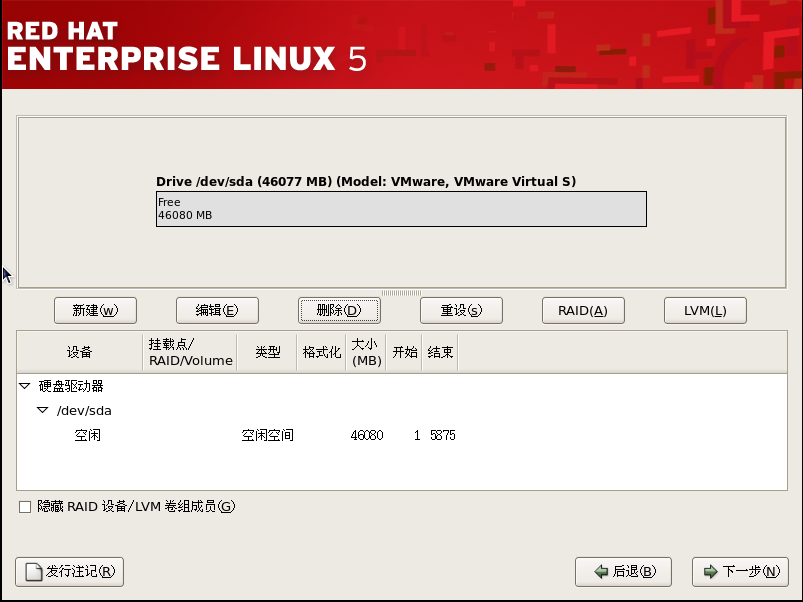 RED HAT
ENTERPRISE LINUX 5
Drive /dev/sda (46077 MB) (Model: VMware, VMware Virtual S)
Free
46080 MB
新建(w) 编辑(E) 删除(D) 重设(s) RAID(A) LVM(L)
设备 挂载点/ RAID/Volume 类型 格式化 大小 (MB) 开始 结束
硬盘驱动器
/dev/sda
空闲 空闲空间 46080 1 5875
隐藏 RAID 设备/LVM 卷组成员(G)
发行注记(R) 后退(B) 下一步(N)